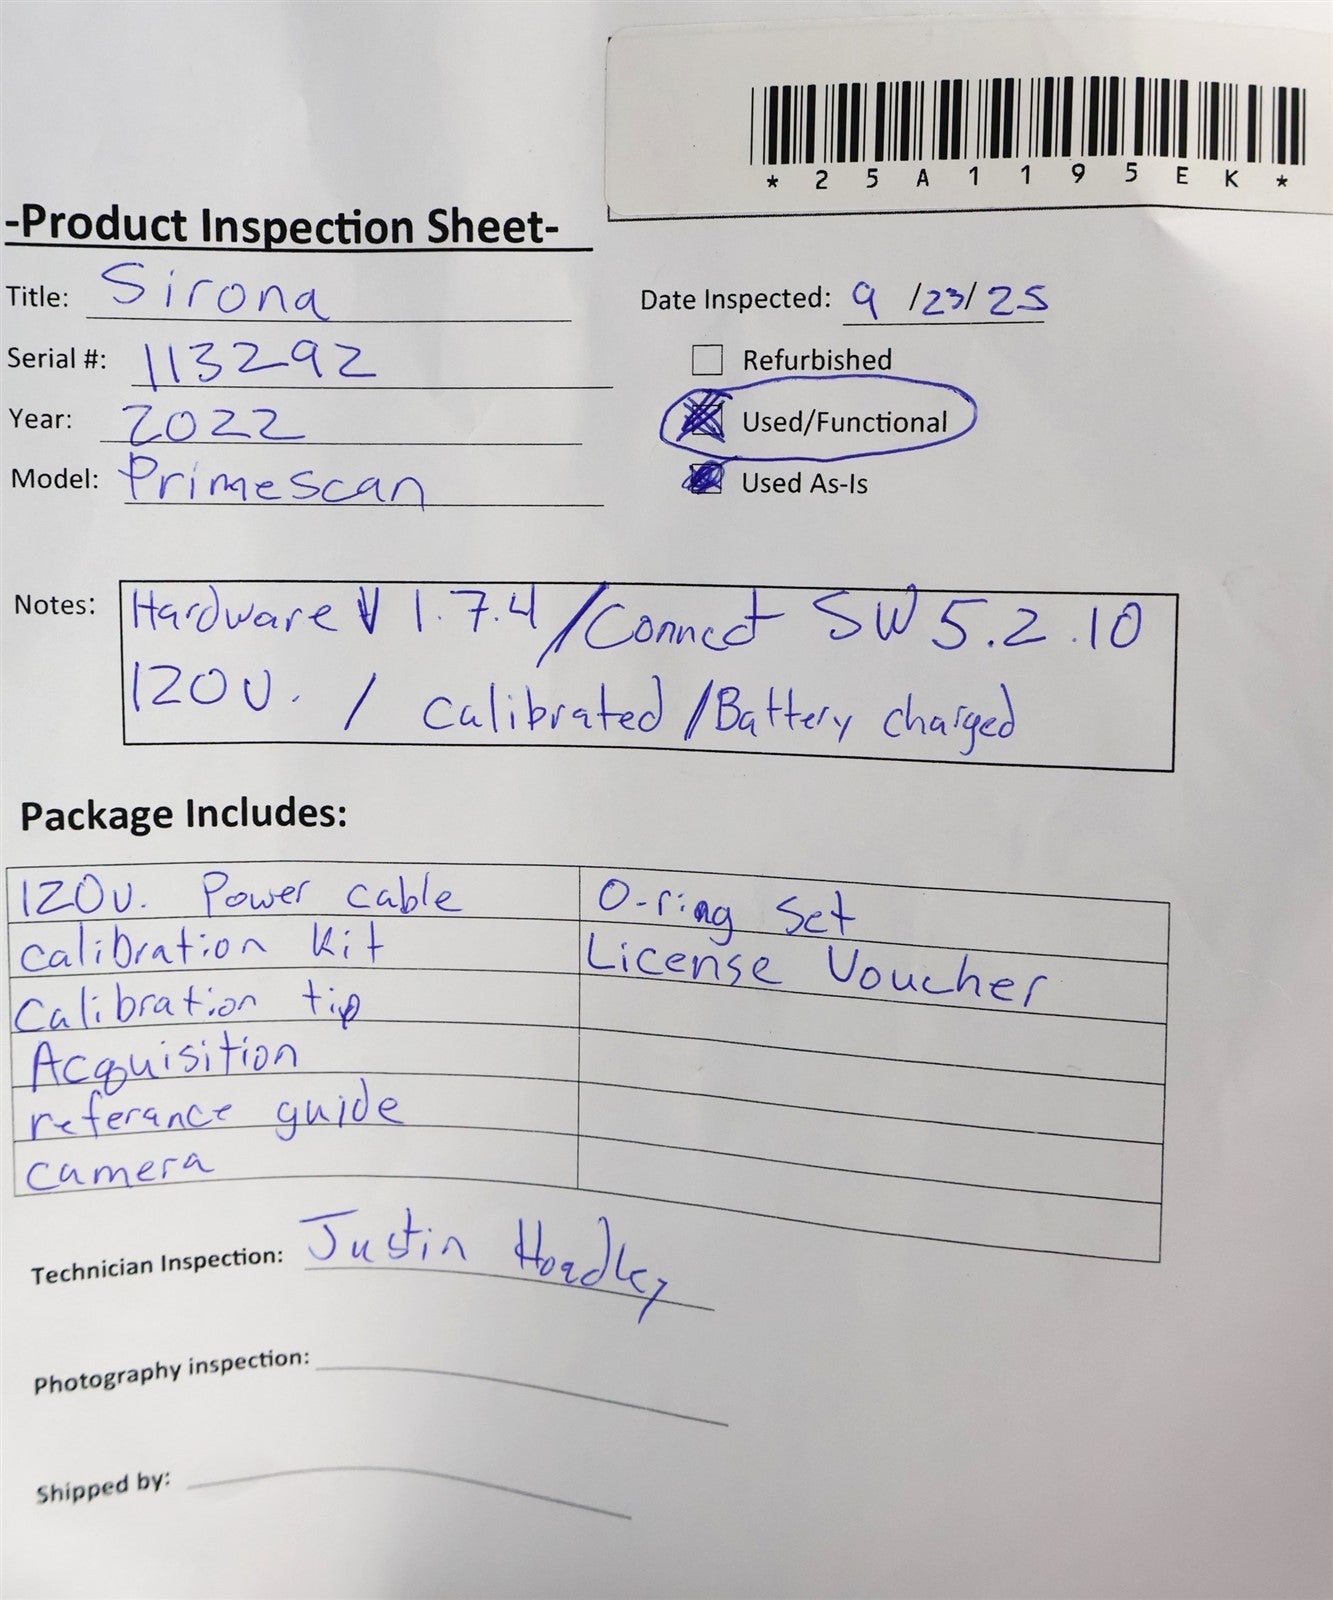 * 2 5 A 1 1 9 5 E K *
-Product Inspection Sheet-
Title: Sirona
Date Inspected: 9 /23/25
Serial #: 113292
Refurbished
Year: 2022
Used/Functional
Model: Primescan
Used As-Is
Notes: Hardware V 1.7.4 / Connect SW 5.2.10
120v. / Calibrated / Battery charged
Package Includes:
120v. Power cable O-ring Set
Calibration Kit License Voucher
Calibration tip
Acquisition
referance guide
camera
Technician Inspection: Justin Hoadley
Photography inspection:
Shipped by: